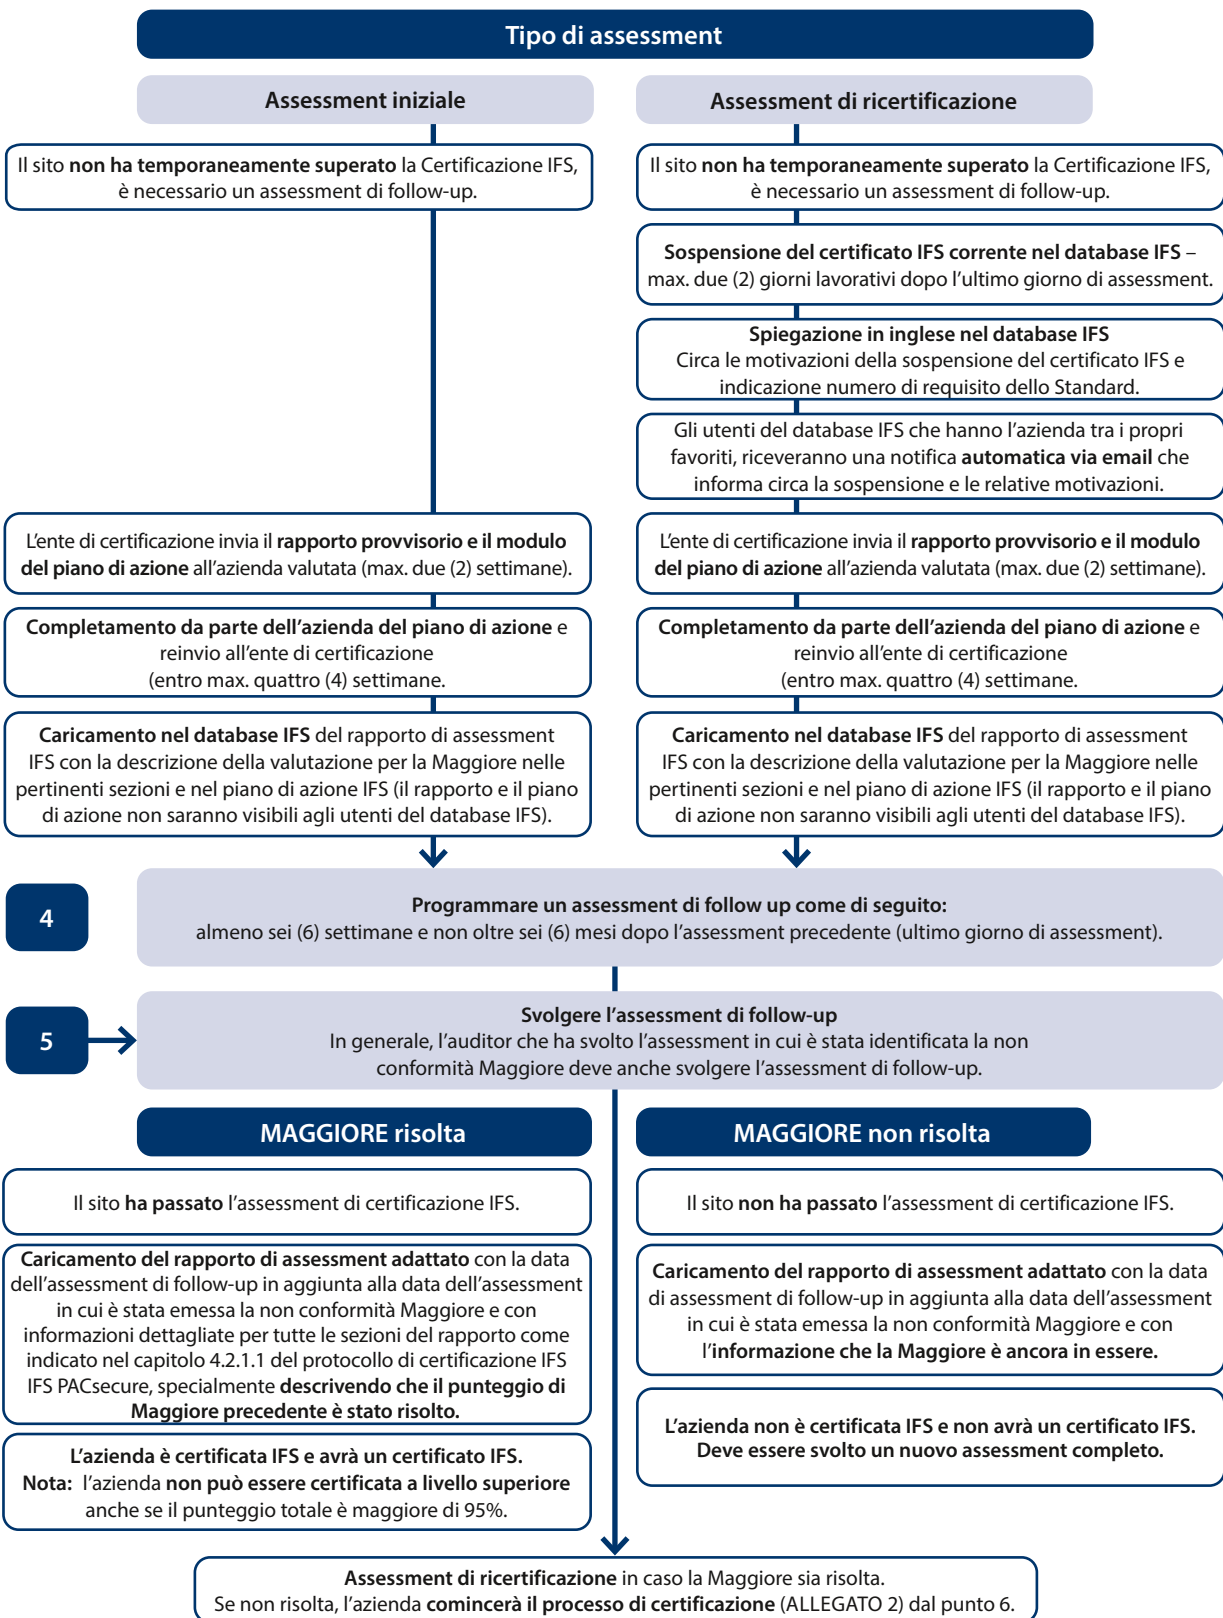 Tipo di assessment
Assessment iniziale
Il sito non ha temporaneamente superato la Certificazione IFS,
è necessario un assessment di follow-up.
L’ente di certificazione invia il rapporto provvisorio e il modulo
del piano di azione all’azienda valutata (max. due (2) settimane).
Completamento da parte dell’azienda del piano di azione e
reinvio all’ente di certificazione
(entro max. quattro (4) settimane.
Caricamento nel database IFS del rapporto di assessment
IFS con la descrizione della valutazione per la Maggiore nelle
pertinenti sezioni e nel piano di azione IFS (il rapporto e il piano
di azione non saranno visibili agli utenti del database IFS).
Assessment di ricertificazione
Il sito non ha temporaneamente superato la Certificazione IFS,
è necessario un assessment di follow-up.
Sospensione del certificato IFS corrente nel database IFS –
max. due (2) giorni lavorativi dopo l’ultimo giorno di assessment.
Spiegazione in inglese nel database IFS
Circa le motivazioni della sospensione del certificato IFS e
indicazione numero di requisito dello Standard.
Gli utenti del database IFS che hanno l’azienda tra i propri
favoriti, riceveranno una notifica automatica via email che
informa circa la sospensione e le relative motivazioni.
L’ente di certificazione invia il rapporto provvisorio e il modulo
del piano di azione all’azienda valutata (max. due (2) settimane).
Completamento da parte dell’azienda del piano di azione e
reinvio all’ente di certificazione
(entro max. quattro (4) settimane.
Caricamento nel database IFS del rapporto di assessment
IFS con la descrizione della valutazione per la Maggiore nelle
pertinenti sezioni e nel piano di azione IFS (il rapporto e il piano
di azione non saranno visibili agli utenti del database IFS).
4
Programmare un assessment di follow up come di seguito:
almeno sei (6) settimane e non oltre sei (6) mesi dopo l’assessment precedente (ultimo giorno di assessment).
5
Svolgere l’assessment di follow-up
In generale, l’auditor che ha svolto l’assessment in cui è stata identificata la non
conformità Maggiore deve anche svolgere l’assessment di follow-up.
MAGGIORE risolta
Il sito ha passato l’assessment di certificazione IFS.
Caricamento del rapporto di assessment adattato con la data
dell’assessment di follow-up in aggiunta alla data dell’assessment
in cui è stata emessa la non conformità Maggiore e con
informazioni dettagliate per tutte le sezioni del rapporto come
indicato nel capitolo 4.2.1.1 del protocollo di certificazione IFS
IFS PACsecure, specialmente descrivendo che il punteggio di
Maggiore precedente è stato risolto.
L’azienda è certificata IFS e avrà un certificato IFS.
Nota: l’azienda non può essere certificata a livello superiore
anche se il punteggio totale è maggiore di 95%.
MAGGIORE non risolta
Il sito non ha passato l’assessment di certificazione IFS.
Caricamento del rapporto di assessment adattato con la data
di assessment di follow-up in aggiunta alla data dell’assessment
in cui è stata emessa la non conformità Maggiore e con
l’informazione che la Maggiore è ancora in essere.
L’azienda non è certificata IFS e non avrà un certificato IFS.
Deve essere svolto un nuovo assessment completo.
Assessment di ricertificazione in caso la Maggiore sia risolta.
Se non risolta, l’azienda comincerà il processo di certificazione (ALLEGATO 2) dal punto 6.